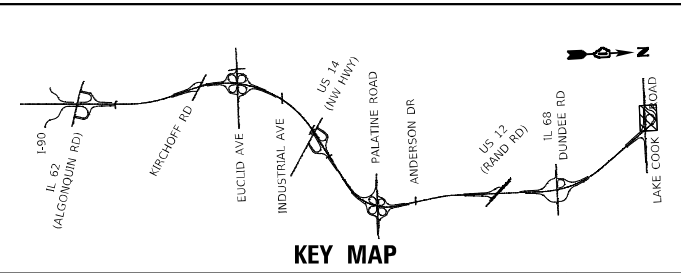 I-90
IL 62
(ALGONQUIN RD)
KIRCHOFF RD
EUCLID AVE
INDUSTRIAL AVE
US 14
(NW HWY)
PALATINE ROAD
ANDERSON DR
US 12
(RAND RD)
IL 68
DUNDEE RD
LAKE COOK ROAD
N
KEY MAP